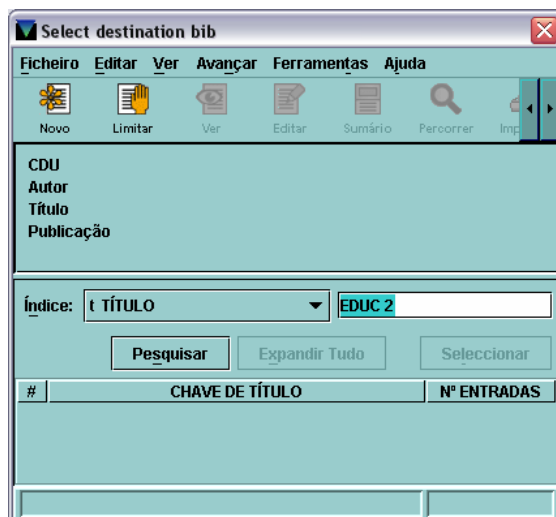 Select destination bib
Ficheiro Editar Ver Avançar Ferramentas Ajuda
Novo Limitar Ver Editar Sumário Percorrer Imp
CDU
Autor
Título
Publicação
Índice: t TÍTULO EDUC 2
Pesquisar Expandir Tudo Seleccionar
# CHAVE DE TÍTULO Nº ENTRADAS